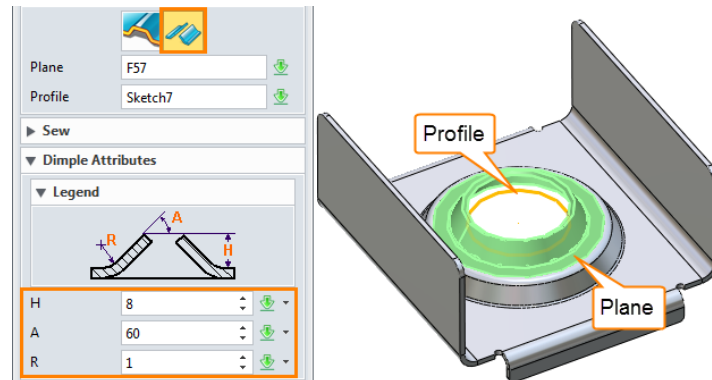 Plane F57
Profile Sketch7
Sew
Dimple Attributes
Legend
A
R
H
H 8
A 60
R 1
Profile
Plane